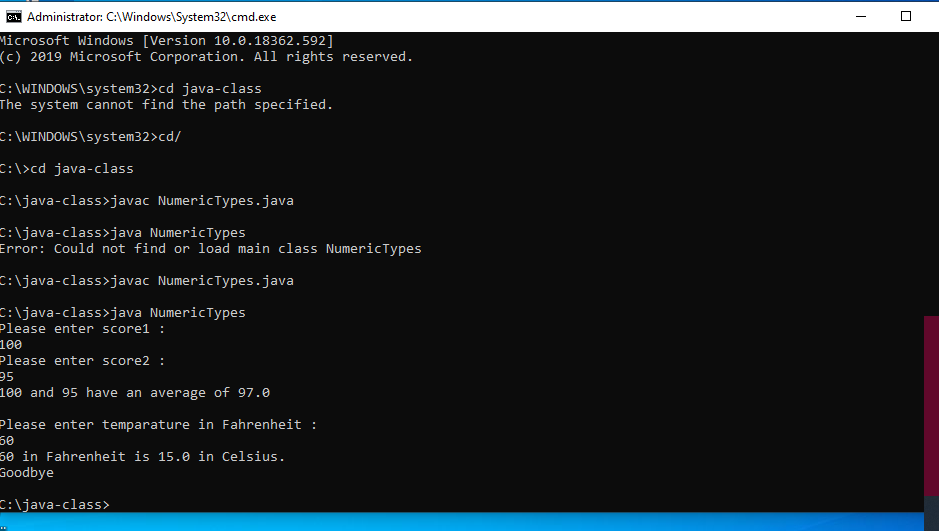 Administrator: C:\Windows\System32\cmd.exe
Microsoft Windows [Version 10.0.18362.592]
(c) 2019 Microsoft Corporation. All rights reserved.
C:\WINDOWS\system32>cd java-class
The system cannot find the path specified.
C:\WINDOWS\system32>cd/
C:\>cd java-class
C:\java-class>javac NumericTypes.java
C:\java-class>java NumericTypes
Error: Could not find or load main class NumericTypes
C:\java-class>javac NumericTypes.java
C:\java-class>java NumericTypes
Please enter score1 :
100
Please enter score2 :
95
100 and 95 have an average of 97.0
Please enter temparature in Fahrenheit :
60
60 in Fahrenheit is 15.0 in Celsius.
Goodbye
C:\java-class>